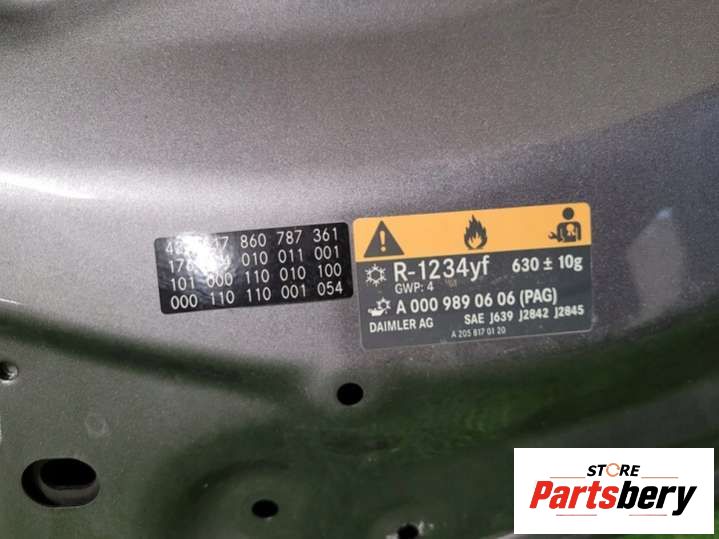 860 787 361
010 011 001
101 000 110 010 100
000 110 110 001 054
R-1234yf 630 ± 10g
GWP: 4
A 000 989 06 06 (PAG)
DAIMLER AG SAE J639 J2842 J2845
A 205 817 01 20
STORE
Partsbery